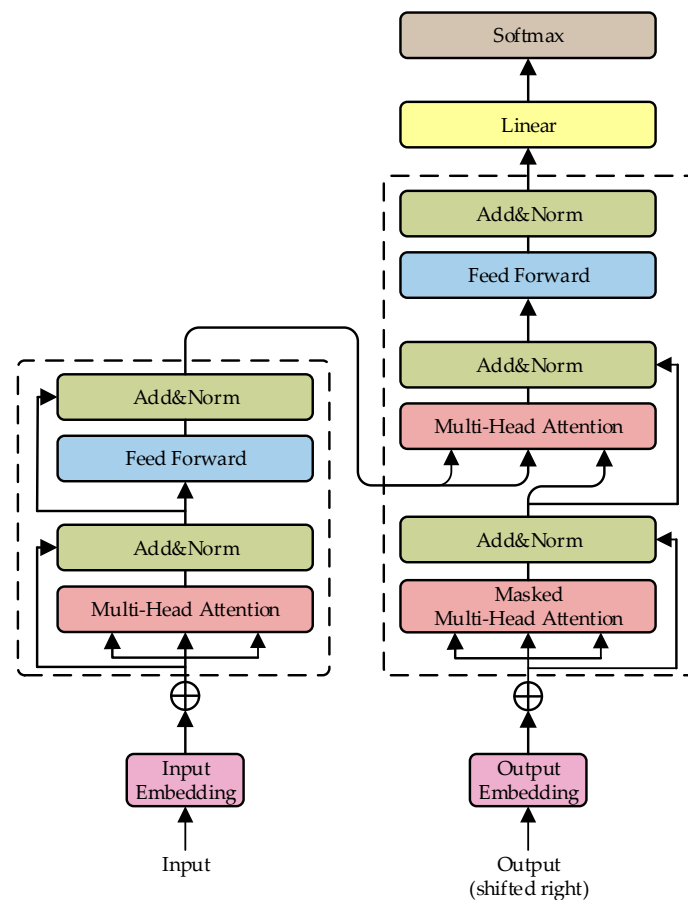 Softmax
Linear
Add&Norm
Feed Forward
Add&Norm
Multi-Head Attention
Add&Norm
Masked
Multi-Head Attention
Output
Embedding
Output
(shifted right)
Add&Norm
Feed Forward
Add&Norm
Multi-Head Attention
Input
Embedding
Input